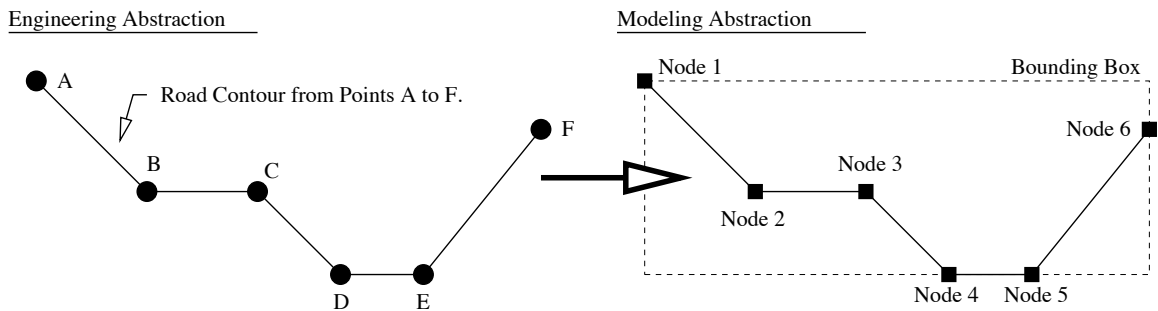 Engineering Abstraction
Modeling Abstraction
A
Road Contour from Points A to F.
B
C
D
E
F
Node 1
Bounding Box
Node 6
Node 3
Node 2
Node 4
Node 5